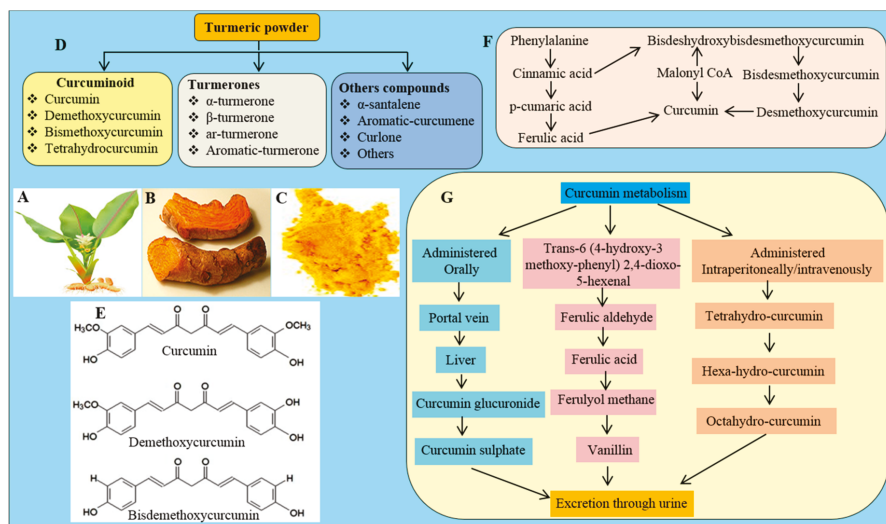 Turmeric powder
D
Curcuminoid
❖ Curcumin
❖ Demethoxycurcumin
❖ Bismethoxycurcumin
❖ Tetrahydrocurcumin
Turmerones
❖ α-turmerone
❖ β-turmerone
❖ ar-turmerone
❖ Aromatic-turmerone
Others compounds
❖ α-santalene
❖ Aromatic-curcumene
❖ Curlone
❖ Others
F
Phenylalanine
Cinnamic acid
p-cumaric acid
Ferulic acid
Bisdeshydroxybisdesmethoxycurcumin
Malonyl CoA
Bisdesmethoxycurcumin
Curcumin
Desmethoxycurcumin
A
B
C
E
H₃CO
O
O
OCH₃
HO
OH
Curcumin
H₃CO
O
O
OH
HO
OH
Demethoxycurcumin
H
O
O
H
HO
OH
Bisdemethoxycurcumin
G
Curcumin metabolism
Administered
Orally
Portal vein
Liver
Curcumin glucuronide
Curcumin sulphate
Trans-6 (4-hydroxy-3
methoxy-phenyl) 2,4-dioxo-
5-hexenal
Ferulic aldehyde
Ferulic acid
Ferulyol methane
Vanillin
Administered
Intraperitoneally/intravenously
Tetrahydro-curcumin
Hexa-hydro-curcumin
Octahydro-curcumin
Excretion through urine